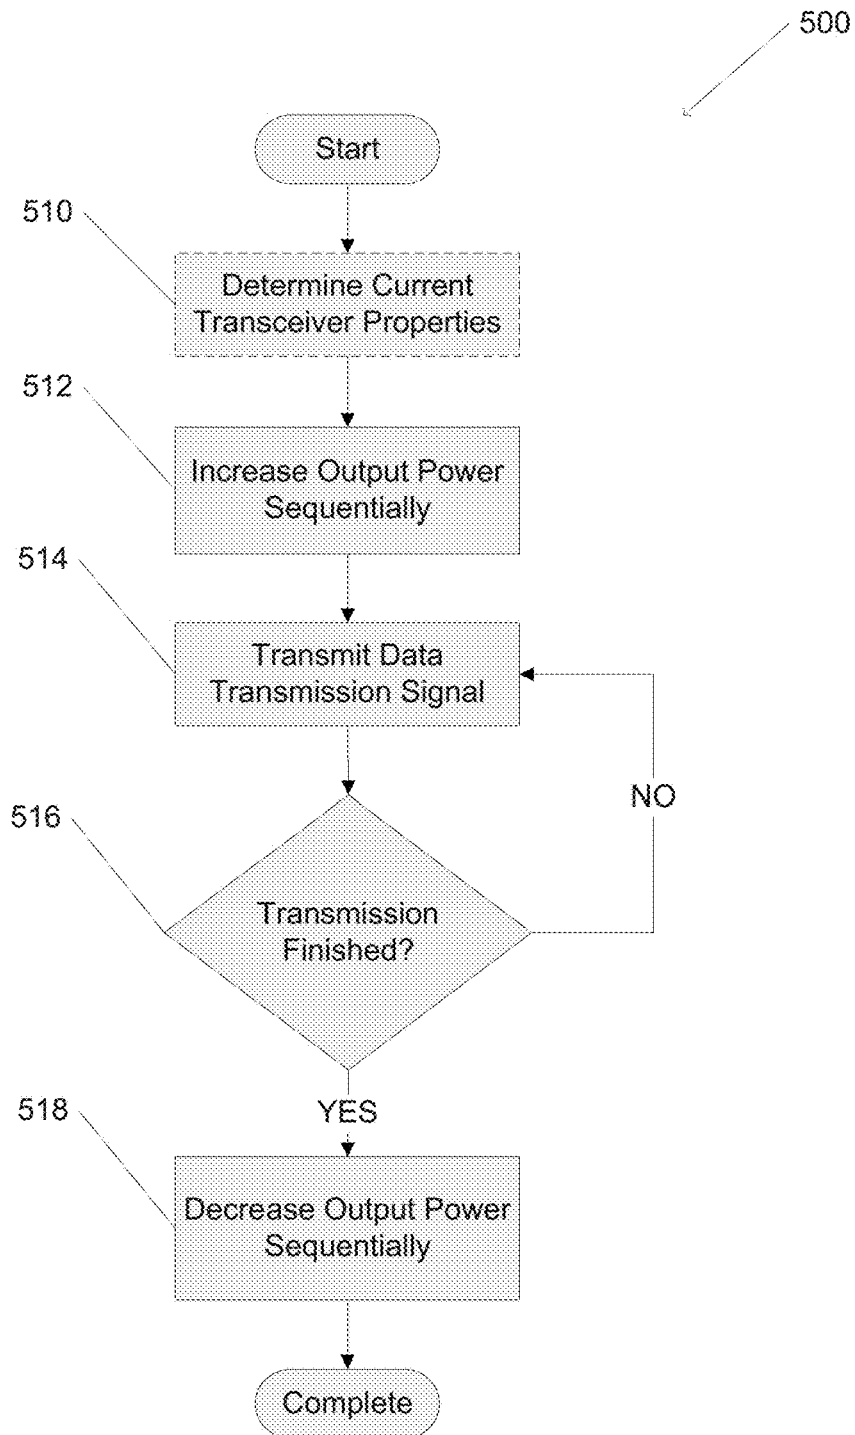 500
Start
510
Determine Current
Transceiver Properties
512
Increase Output Power
Sequentially
514
Transmit Data
Transmission Signal
NO
516
Transmission
Finished?
YES
518
Decrease Output Power
Sequentially
Complete